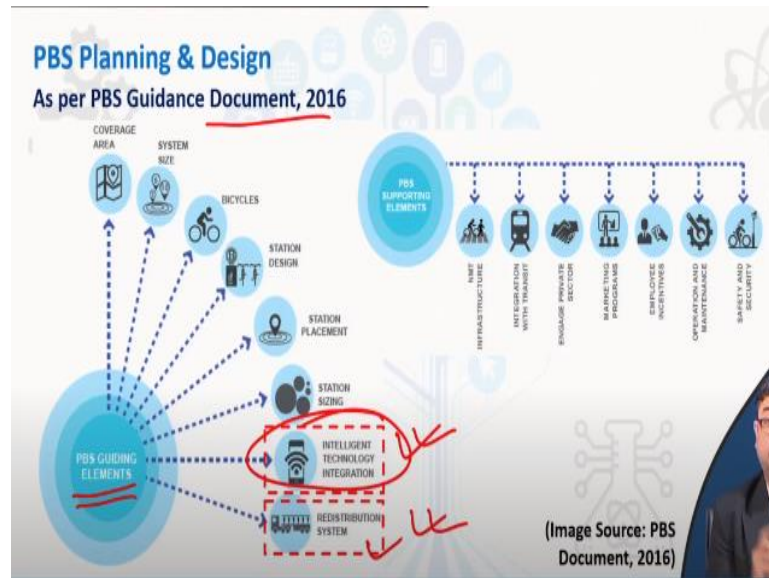 PBS Planning & Design
As per PBS Guidance Document, 2016
COVERAGE
AREA
SYSTEM
SIZE
BICYCLES
STATION
DESIGN
STATION
PLACEMENT
STATION
SIZING
INTELLIGENT
TECHNOLOGY
INTEGRATION
REDISTRIBUTION
SYSTEM
PBS GUIDING
ELEMENTS
PBS
SUPPORTING
ELEMENTS
NMT
INFRASTRUCTURE
INTEGRATION
WITH TRANSIT
ENGAGE PRIVATE
SECTOR
MARKETING
PROGRAMS
EMPLOYEE
INCENTIVES
OPERATION AND
MAINTENANCE
SAFETY AND
SECURITY
(Image Source: PBS
Document, 2016)